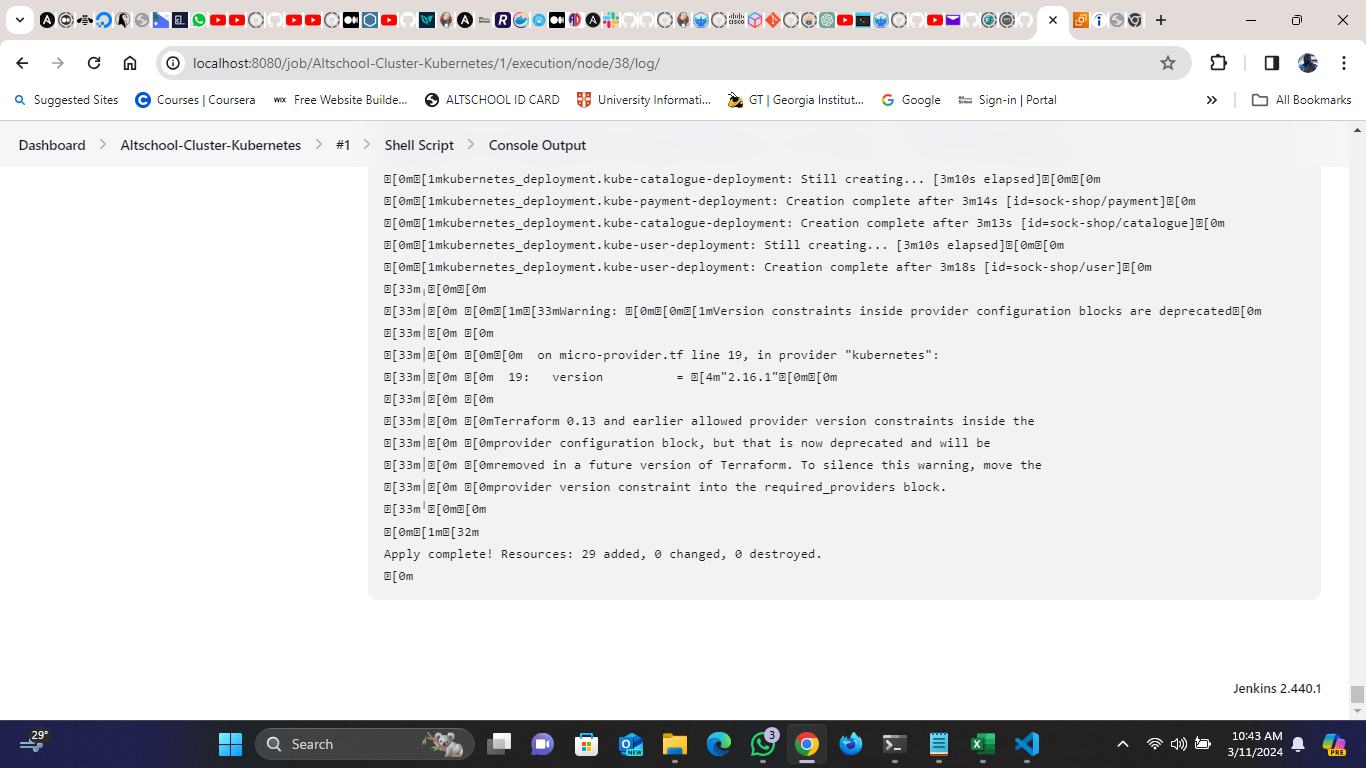 localhost:8080/job/Altschool-Cluster-Kubernetes/1/execution/node/38/log/
Suggested Sites
Courses | Coursera
WIX
Free Website Builde...
ALTSCHOOL ID CARD
University Informati...
GT | Georgia Institut...
Google
Sign-in | Portal
»
All Bookmarks
Dashboard > Altschool-Cluster-Kubernetes > #1 > Shell Script > Console Output
[0m[1mkubernetes_deployment.kube-catalogue-deployment: Still creating... [3m10s elapsed][0m[0m
[0m[1mkubernetes_deployment.kube-payment-deployment: Creation complete after 3m14s [id=sock-shop/payment][0m
[0m[1mkubernetes_deployment.kube-catalogue-deployment: Creation complete after 3m13s [id=sock-shop/catalogue][0m
[0m[1mkubernetes_deployment.kube-user-deployment: Still creating... [3m10s elapsed][0m[0m
[0m[1mkubernetes_deployment.kube-user-deployment: Creation complete after 3m18s [id=sock-shop/user][0m
[33m╷[0m[0m
[33m│[0m [0m[1m[33mWarning: [0m[0m[1mVersion constraints inside provider configuration blocks are deprecated[0m
[33m│[0m [0m
[33m│[0m [0m[0m  on micro-provider.tf line 19, in provider "kubernetes":
[33m│[0m [0m  19:   version          = [4m"2.16.1"[0m[0m
[33m│[0m [0m
[33m│[0m [0mTerraform 0.13 and earlier allowed provider version constraints inside the
[33m│[0m [0mprovider configuration block, but that is now deprecated and will be
[33m│[0m [0mremoved in a future version of Terraform. To silence this warning, move the
[33m│[0m [0mprovider version constraint into the required_providers block.
[33m╵[0m[0m
[0m[1m[32m
Apply complete! Resources: 29 added, 0 changed, 0 destroyed.
[0m
Jenkins 2.440.1
29°
Search
NEW
3
10:43 AM
3/11/2024
PRE